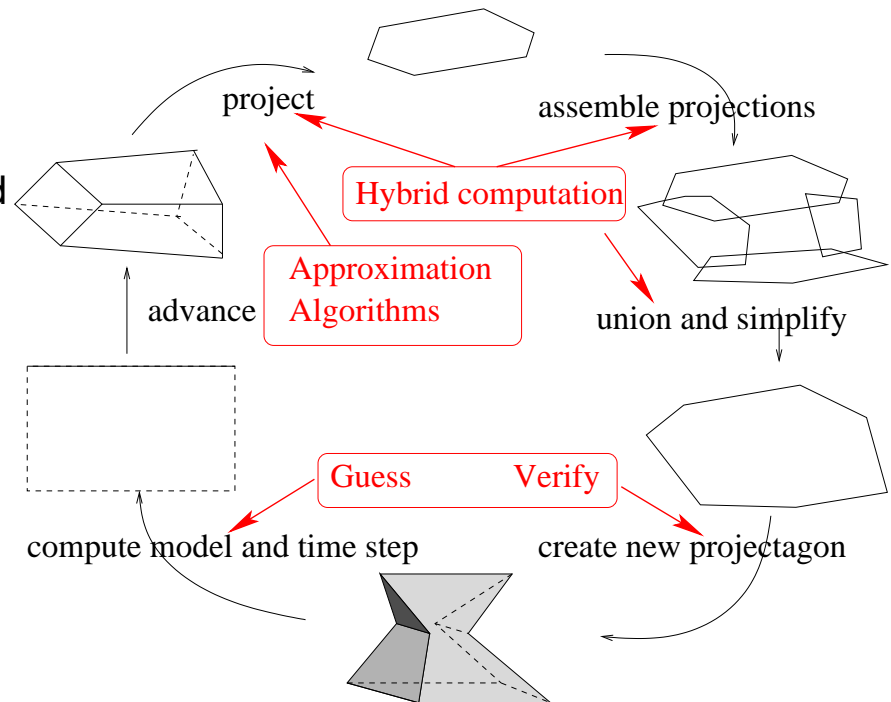 project
assemble projections
d
Hybrid computation
Approximation
Algorithms
advance
union and simplify
Guess Verify
compute model and time step
create new projectagon